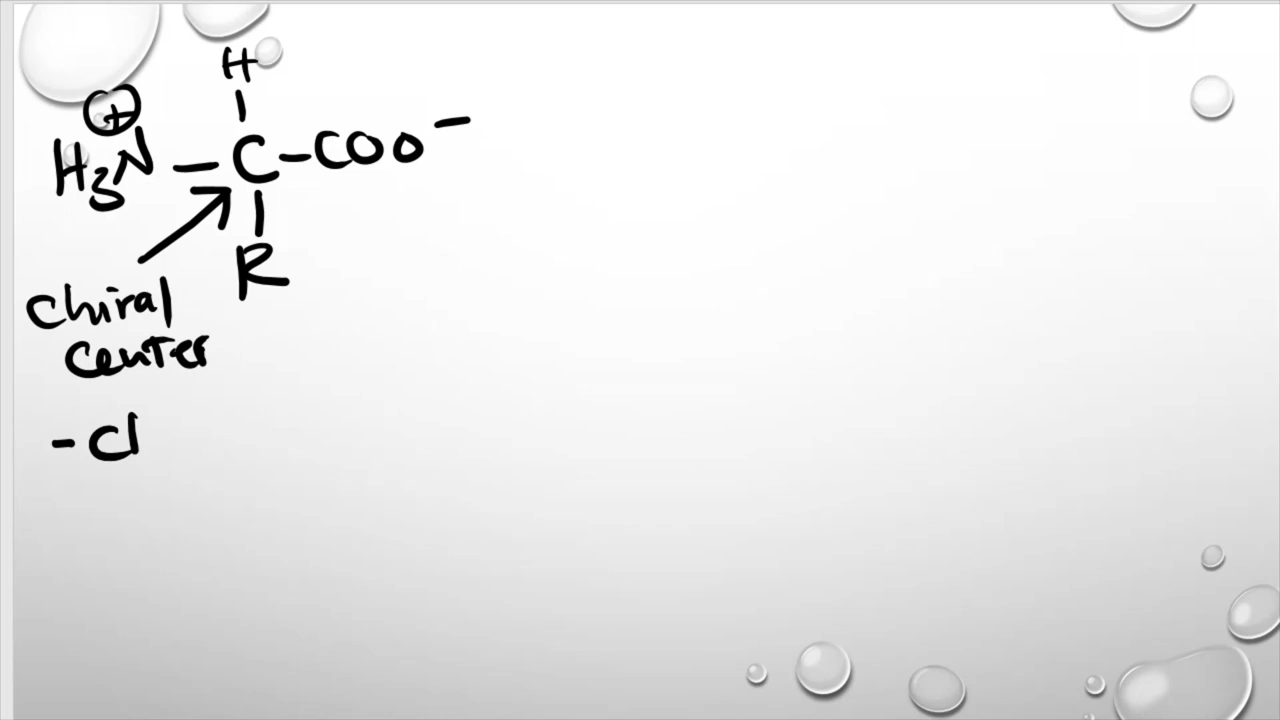 H
H₃N⊕ – C – COO⁻
R
Chiral
center
- Cl